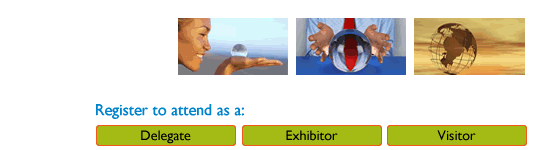 Register to attend as a:
Delegate Exhibitor Visitor